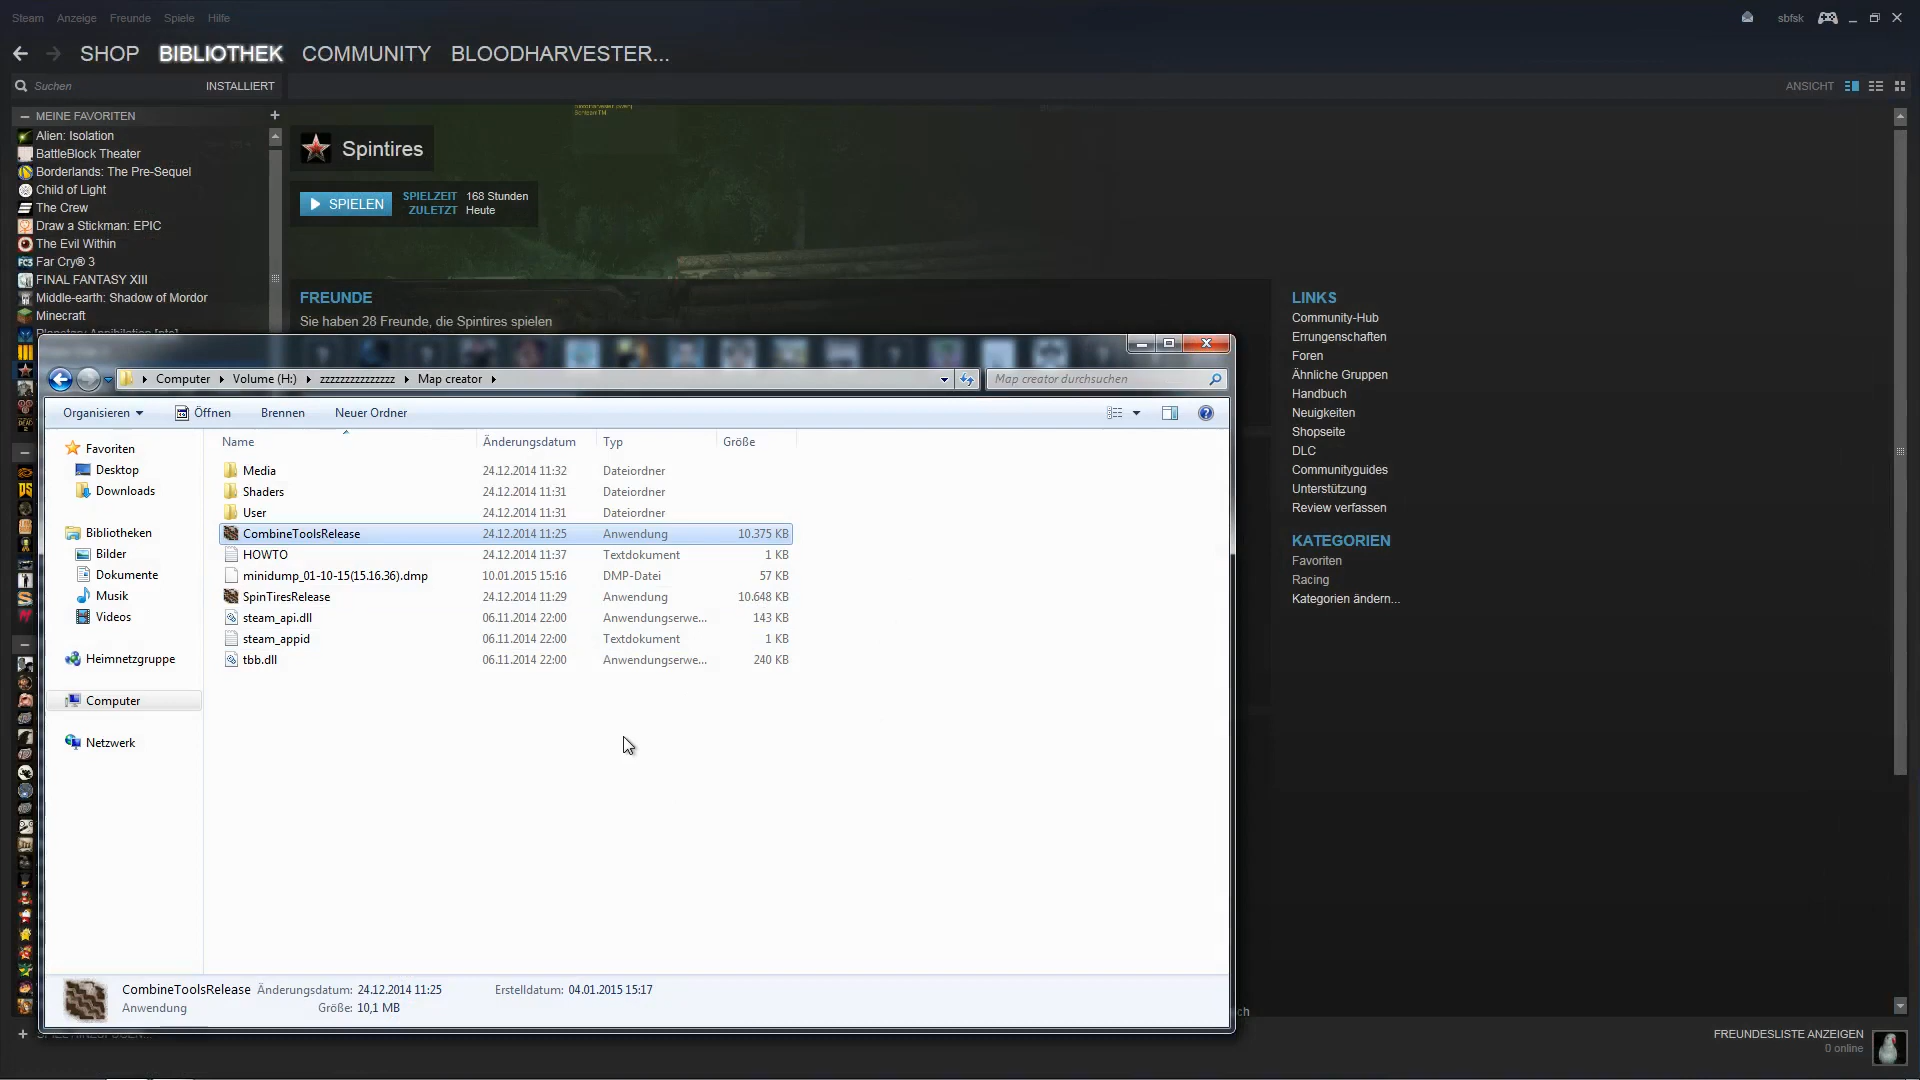 Steam Anzeige Freunde Spiele Hilfe
sbfsk
SHOP BIBLIOTHEK COMMUNITY BLOODHARVESTER...
Suchen INSTALLIERT
ANSICHT
MEINE FAVORITEN
Alien: Isolation
BattleBlock Theater
Borderlands: The Pre-Sequel
Child of Light
The Crew
Draw a Stickman: EPIC
The Evil Within
FC3 Far Cry® 3
FINAL FANTASY XIII
Middle-earth: Shadow of Mordor
Minecraft
Spintires
SPIELEN
SPIELZEIT 168 Stunden
ZULETZT Heute
FREUNDE
Sie haben 28 Freunde, die Spintires spielen
LINKS
Community-Hub
Errungenschaften
Foren
Ähnliche Gruppen
Handbuch
Neuigkeiten
Shopseite
DLC
Communityguides
Unterstützung
Review verfassen
KATEGORIEN
Favoriten
Racing
Kategorien ändern...
Computer Volume (H:) zzzzzzzzzzzzzzz Map creator
Map creator durchsuchen
Organisieren Öffnen Brennen Neuer Ordner
Favoriten
Desktop
Downloads
Bibliotheken
Bilder
Dokumente
Musik
Videos
Heimnetzgruppe
Computer
Netzwerk
Name Änderungsdatum Typ Größe
Media 24.12.2014 11:32 Dateiordner
Shaders 24.12.2014 11:31 Dateiordner
User 24.12.2014 11:31 Dateiordner
CombineToolsRelease 24.12.2014 11:25 Anwendung 10.375 KB
HOWTO 24.12.2014 11:37 Textdokument 1 KB
minidump_01-10-15(15.16.36).dmp 10.01.2015 15:16 DMP-Datei 57 KB
SpinTiresRelease 24.12.2014 11:29 Anwendung 10.648 KB
steam_api.dll 06.11.2014 22:00 Anwendungserwe... 143 KB
steam_appid 06.11.2014 22:00 Textdokument 1 KB
tbb.dll 06.11.2014 22:00 Anwendungserwe... 240 KB
CombineToolsRelease Änderungsdatum: 24.12.2014 11:25 Erstelldatum: 04.01.2015 15:17
Anwendung Größe: 10,1 MB
FREUNDESLISTE ANZEIGEN
0 online